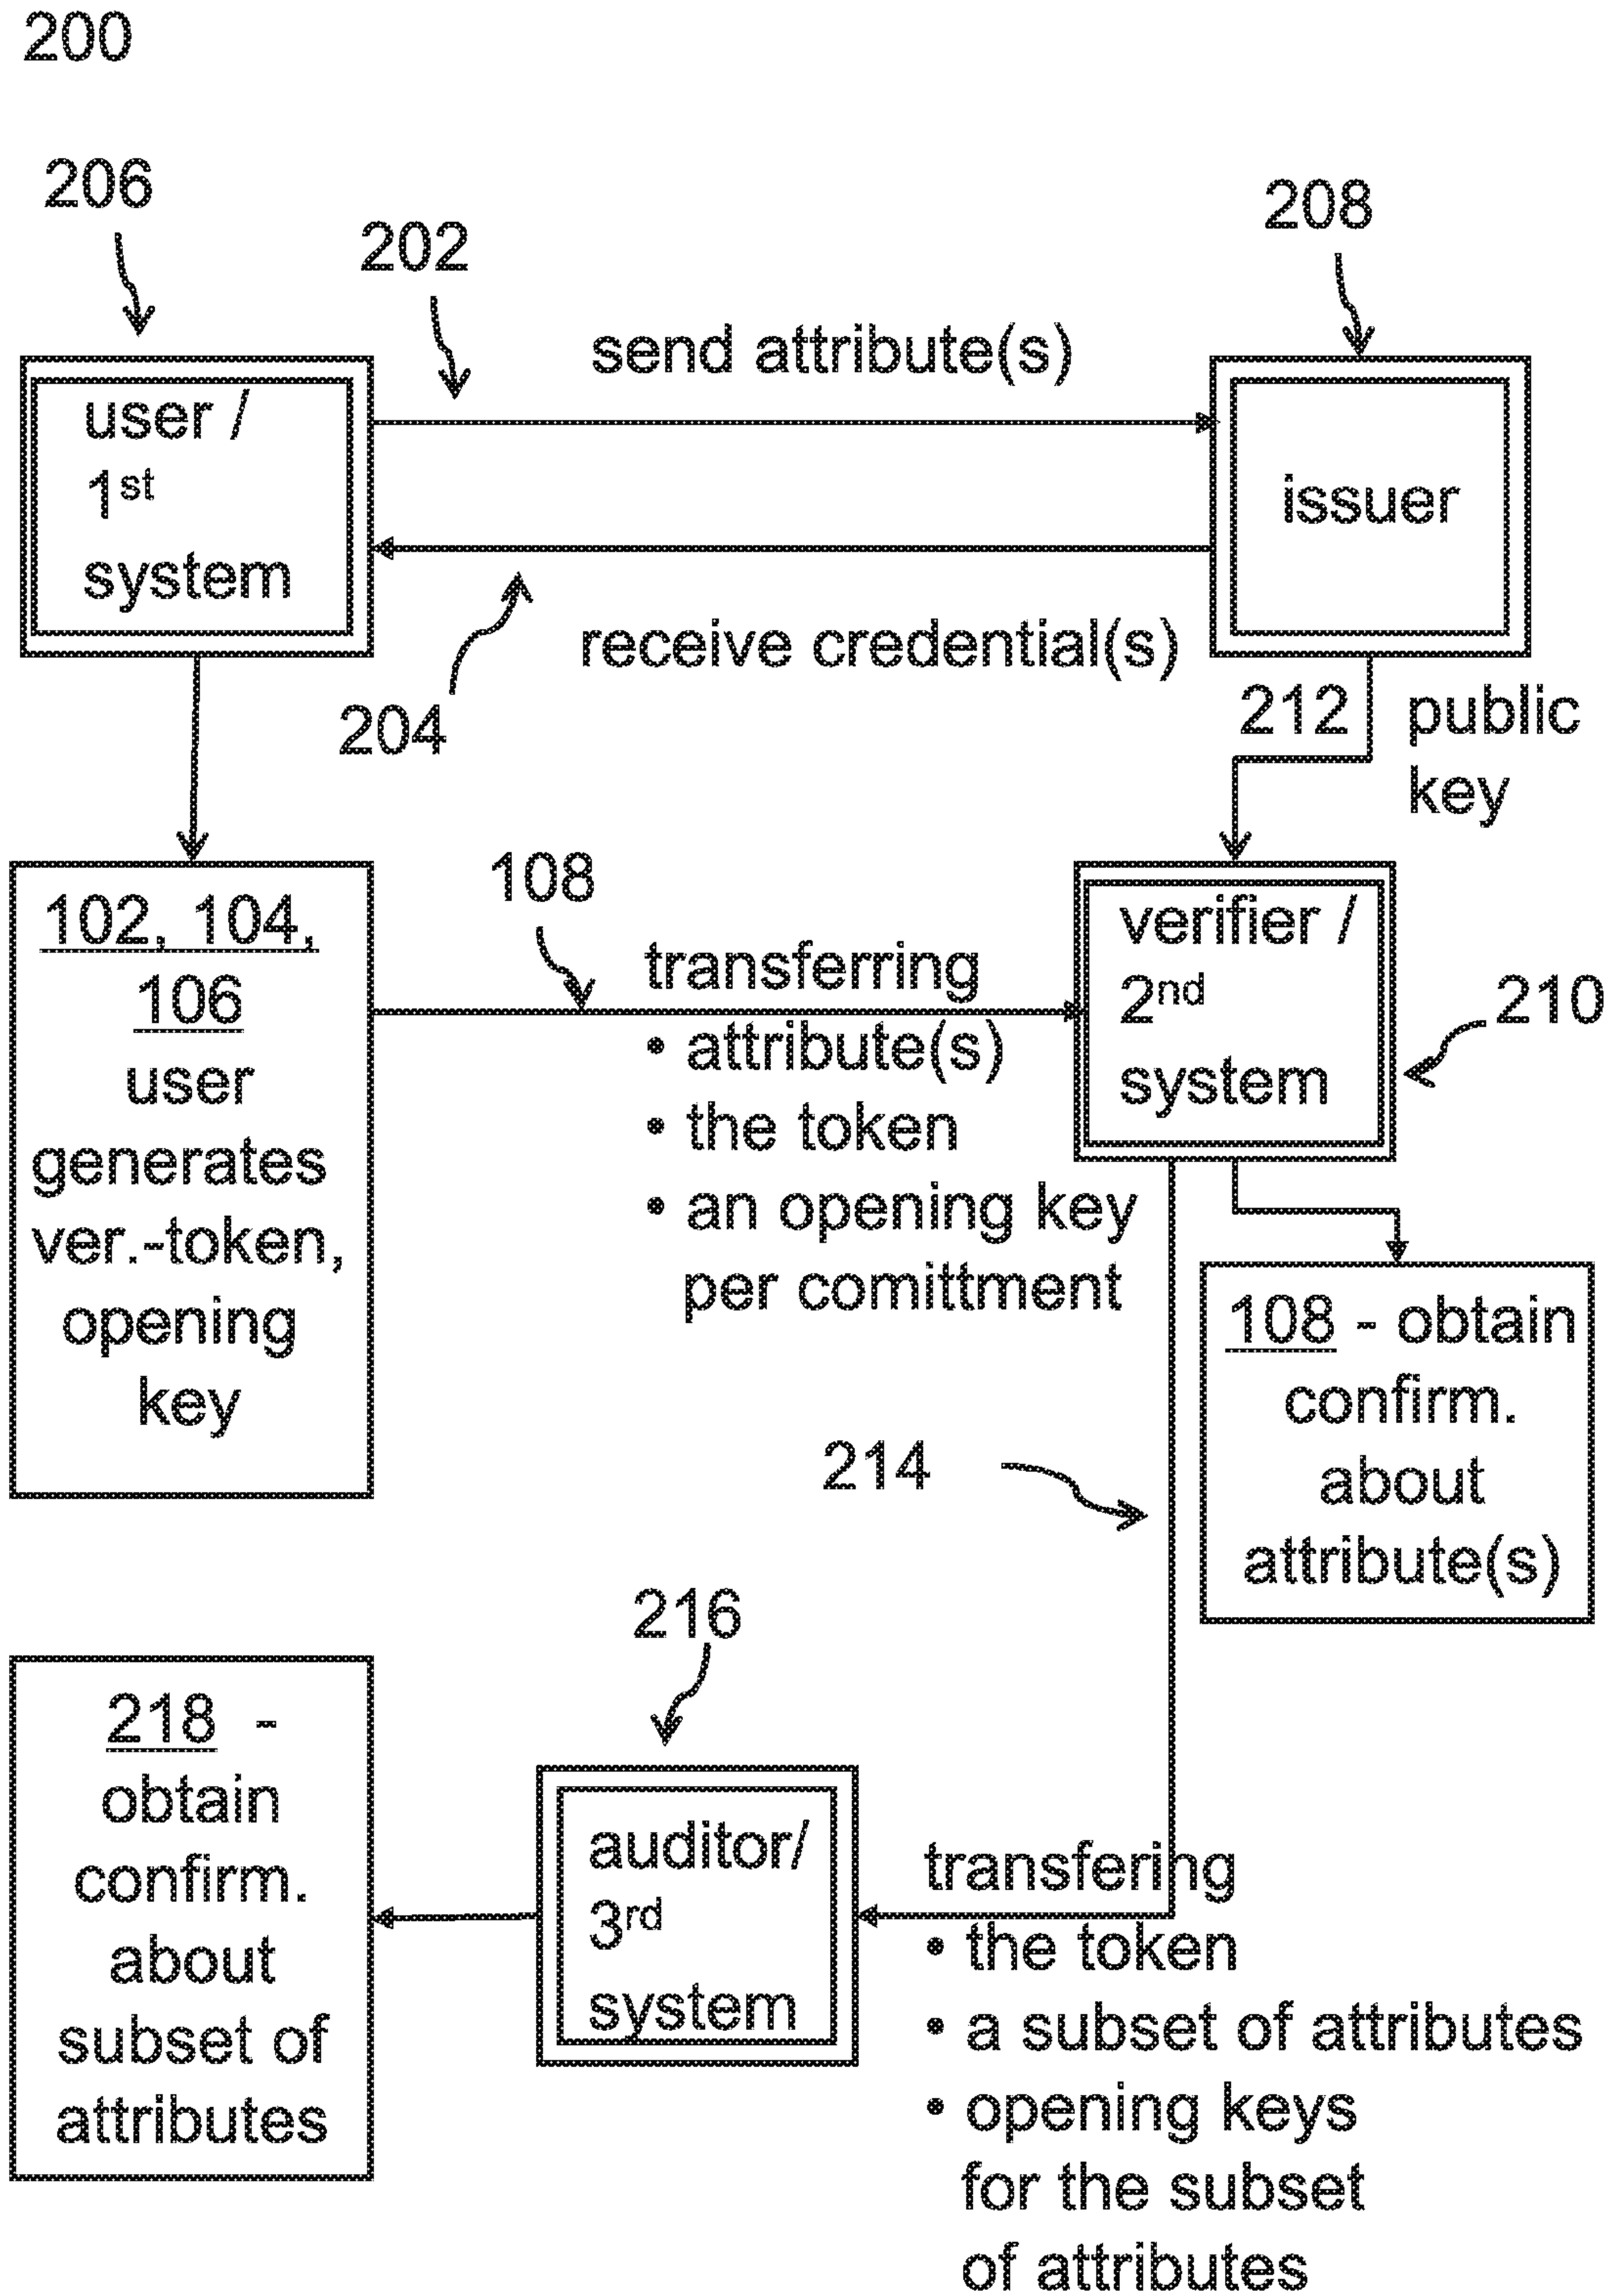 200
206
202
208
send attribute(s)
user /
1st
system
issuer
receive credential(s)
204
212
public
key
102, 104,
106
user
generates
ver.-token,
opening
key
108
transferring
• attribute(s)
• the token
• an opening key
per comittment
verifier /
2nd
system
210
108 - obtain
confirm.
about
attribute(s)
214
216
218 -
obtain
confirm.
about
subset of
attributes
auditor/
3rd
system
transfering
• the token
• a subset of attributes
• opening keys
for the subset
of attributes